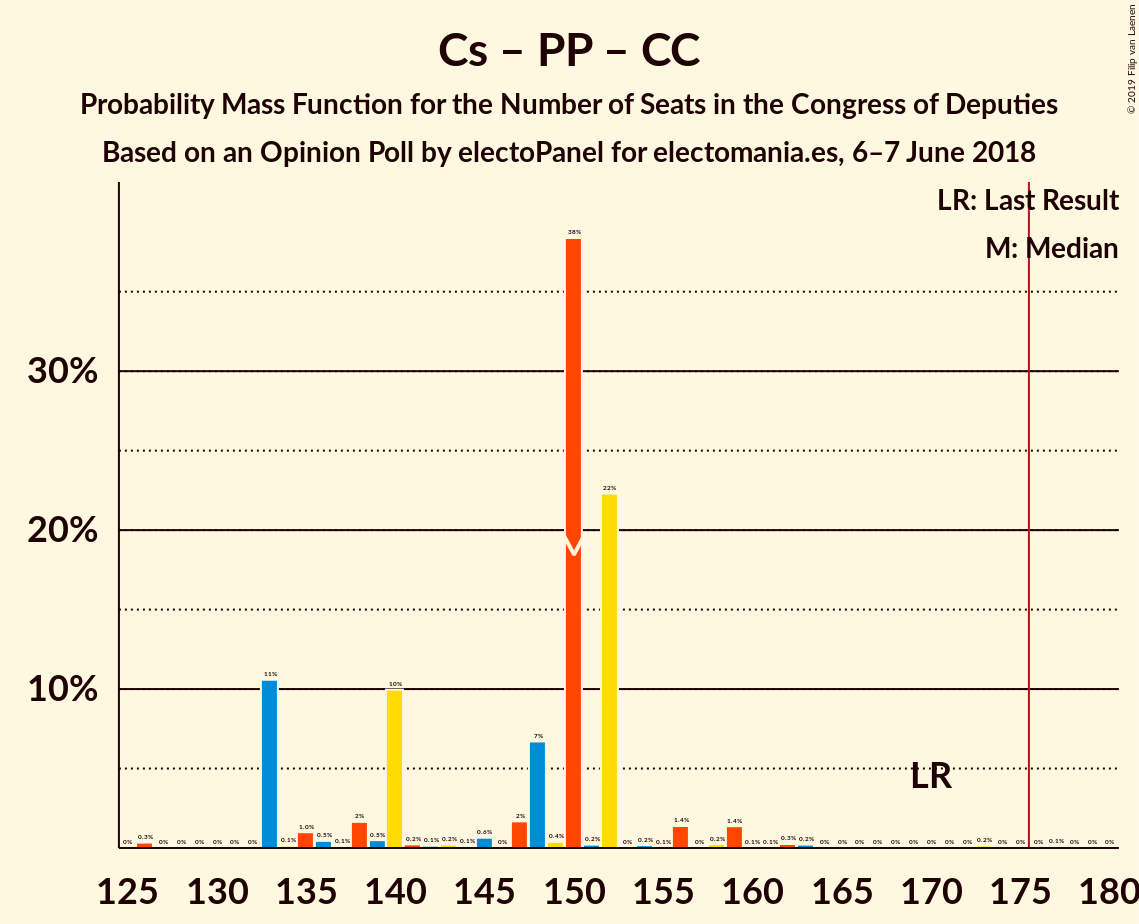 Cs – PP – CC
Probability Mass Function for the Number of Seats in the Congress of Deputies
Based on an Opinion Poll by electoPanel for electomania.es, 6–7 June 2018
© 2019 Filip van Laenen
LR: Last Result
M: Median
30%
20%
10%
0% 0.3% 0% 0% 0% 0% 0% 0% 11% 0.1% 1.0% 0.5% 0.1% 2% 0.5% 10% 0.2% 0.1% 0.2% 0.1% 0.6% 0% 2% 7% 0.4% 38% 0.2% 22% 0% 0.2% 0.1% 1.4% 0% 0.2% 1.4% 0.1% 0.1% 0.3% 0.2% 0% 0% 0% 0% 0% 0% 0% 0% 0% 0.2% 0% 0% 0% 0.1% 0% 0% 0%
LR
125 130 135 140 145 150 155 160 165 170 175 180